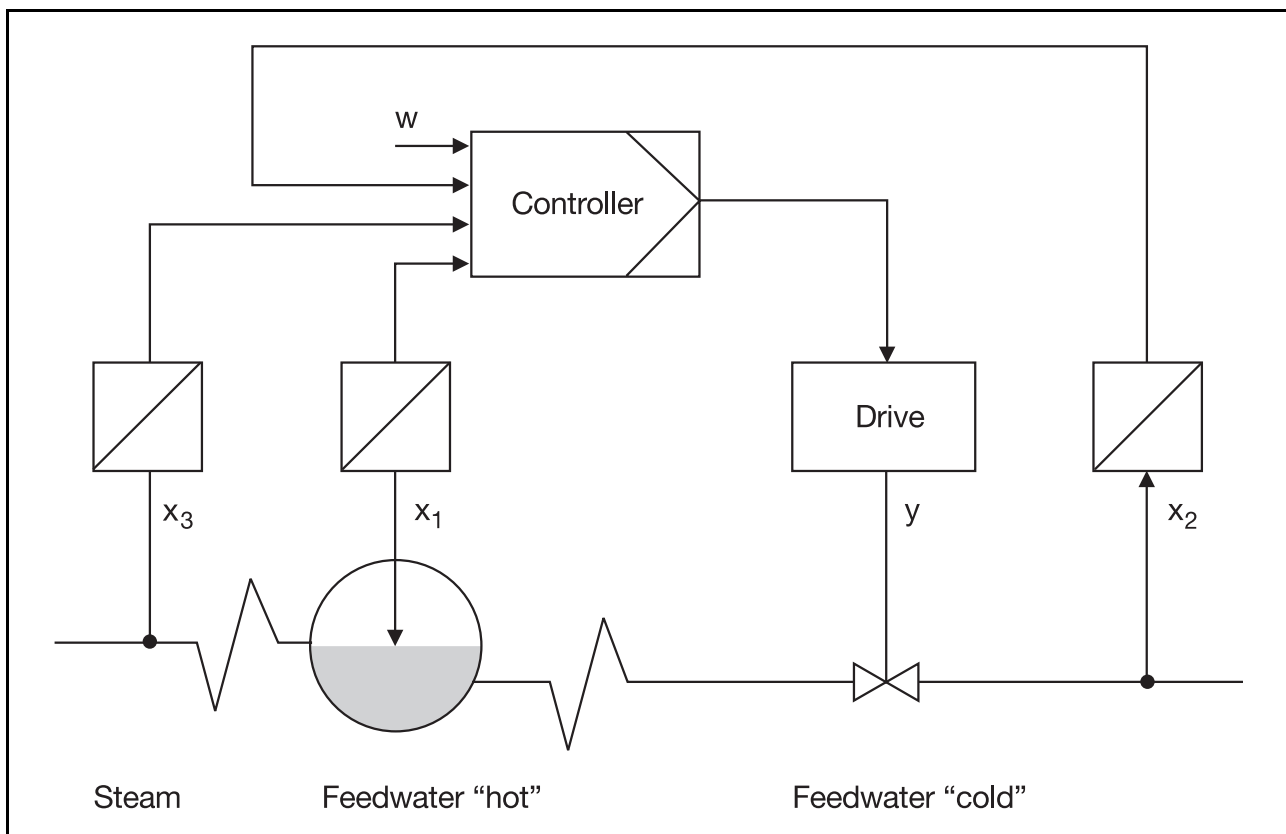 w
Controller
Drive
x₃
x₁
y
x₂
Steam
Feedwater “hot”
Feedwater “cold”